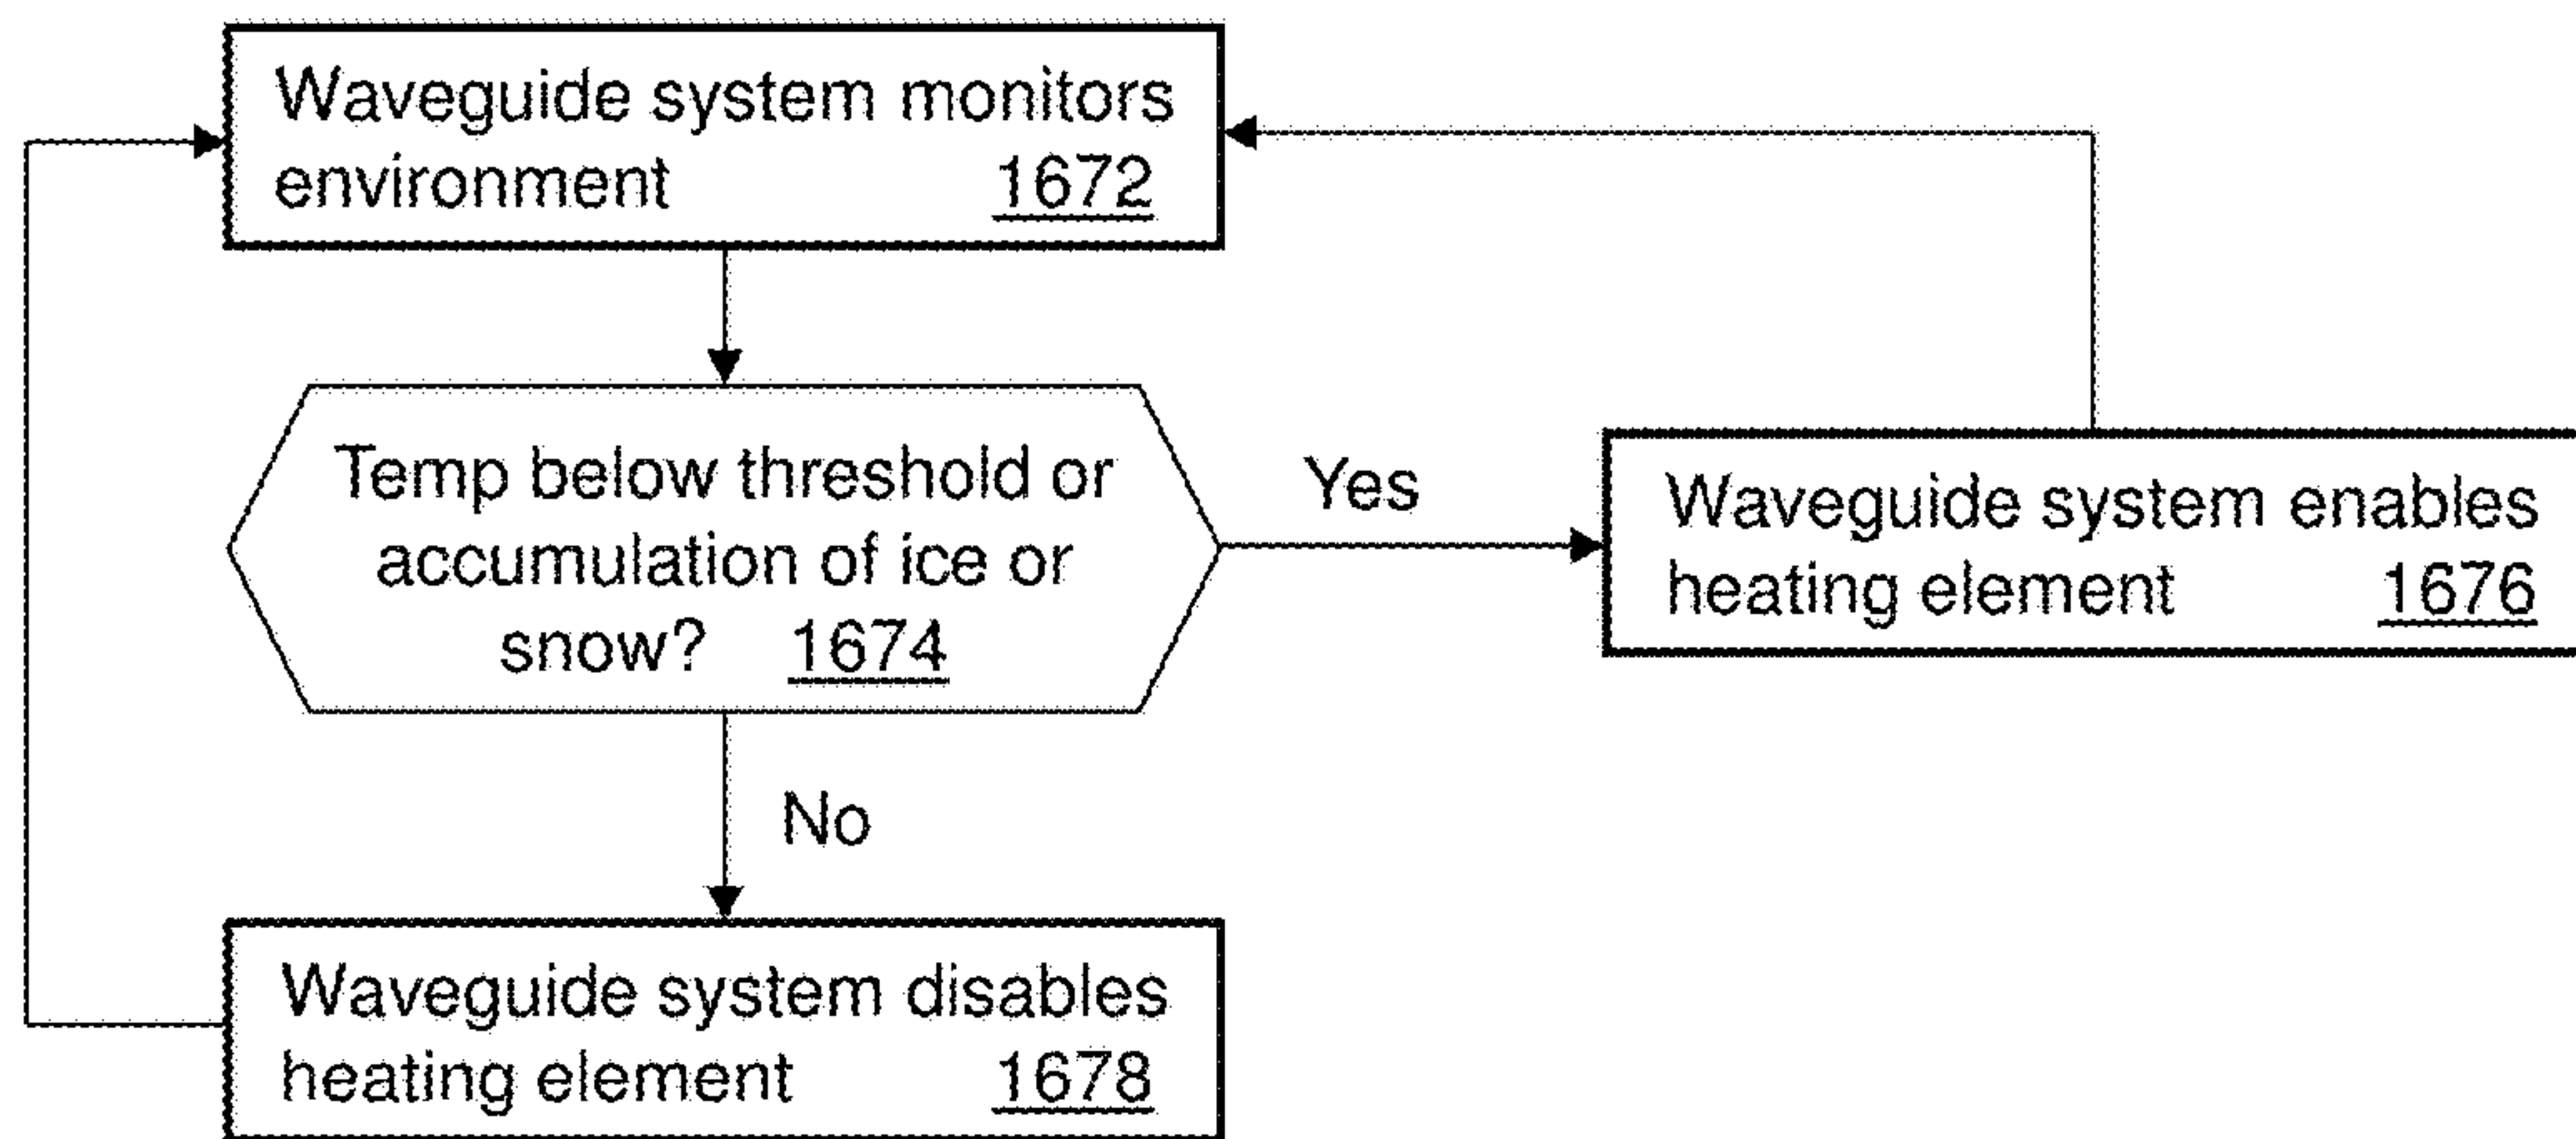 Waveguide system monitors
environment 1672
Temp below threshold or
accumulation of ice or
snow? 1674
Yes
Waveguide system enables
heating element 1676
No
Waveguide system disables
heating element 1678